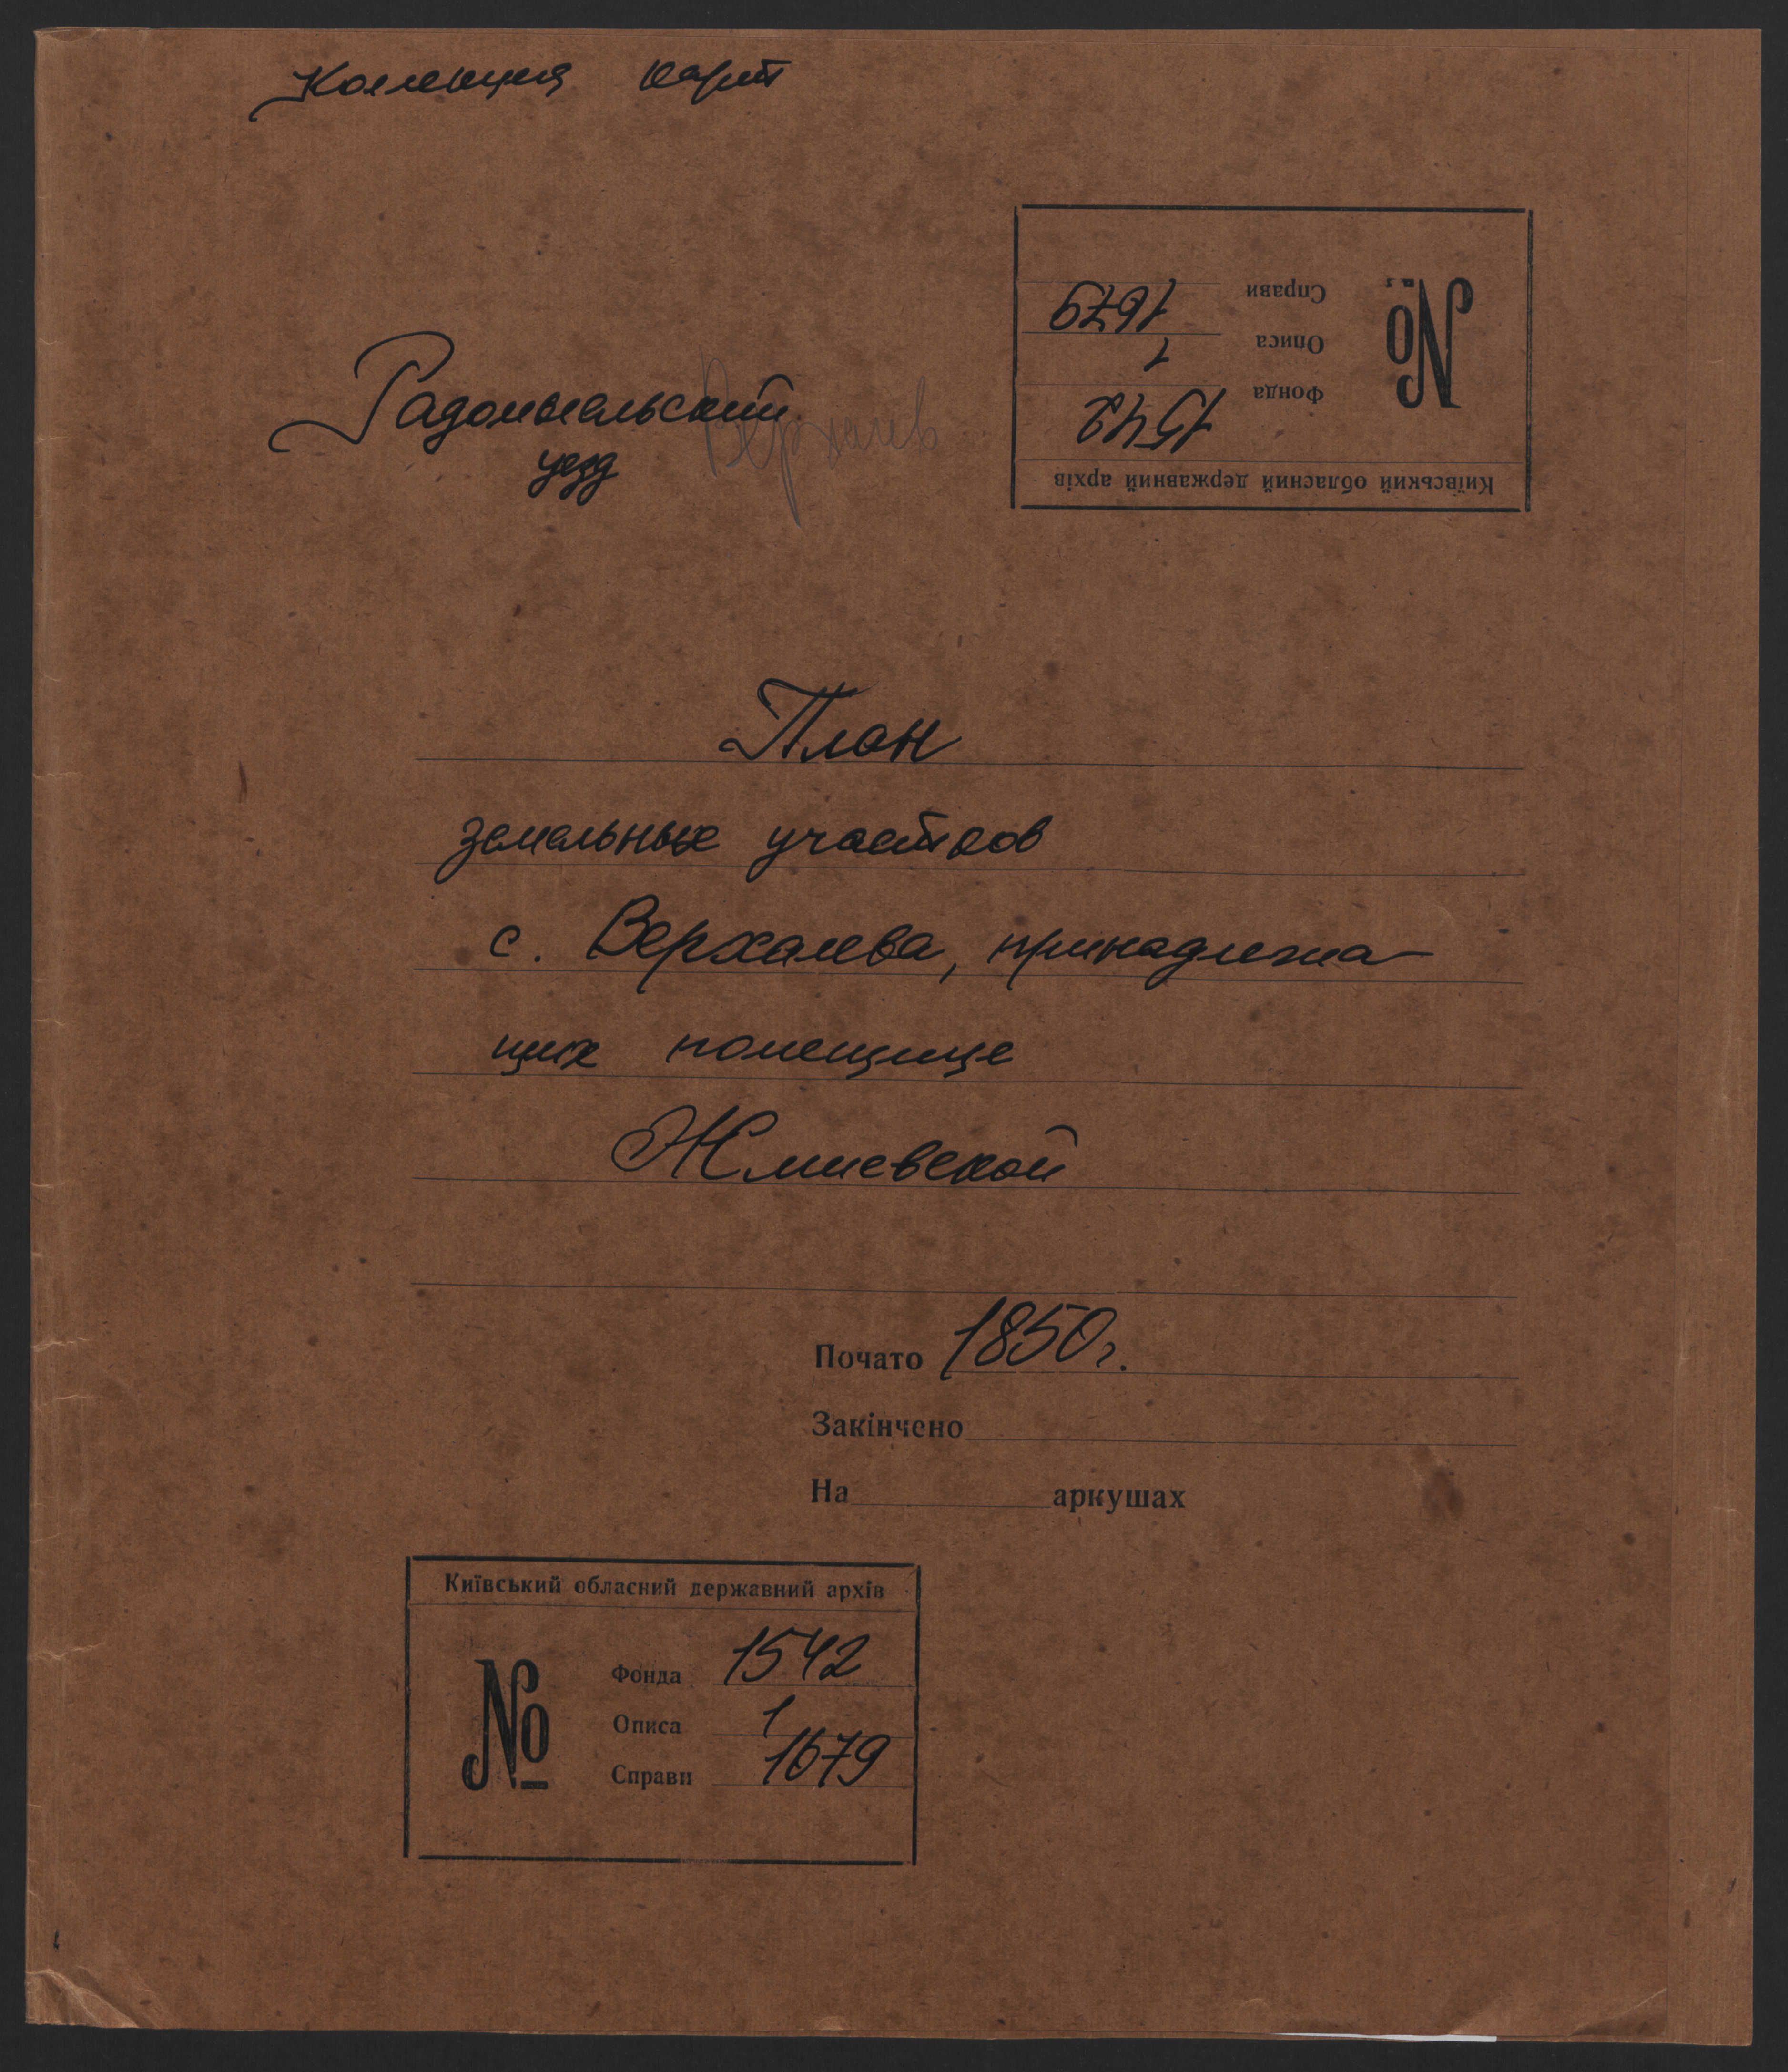 Коллекция карт
Справи 1679
Описа 1
Фонда 1542
Київський обласний державний архів
№
Радомысльский
уезд
План
земельных участков
с. Верхалева, принадлежа-
щих помещице
Жмиевской
Почато 1850 г.
Закінчено
На аркушах
Київський обласний державний архів
№
Фонда 1542
Описа 1
Справи 1679